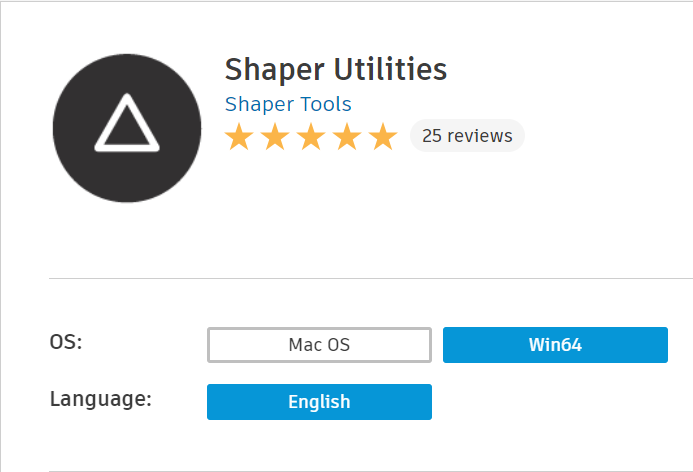 Shaper Utilities
Shaper Tools
25 reviews
OS:
Mac OS
Win64
Language:
English